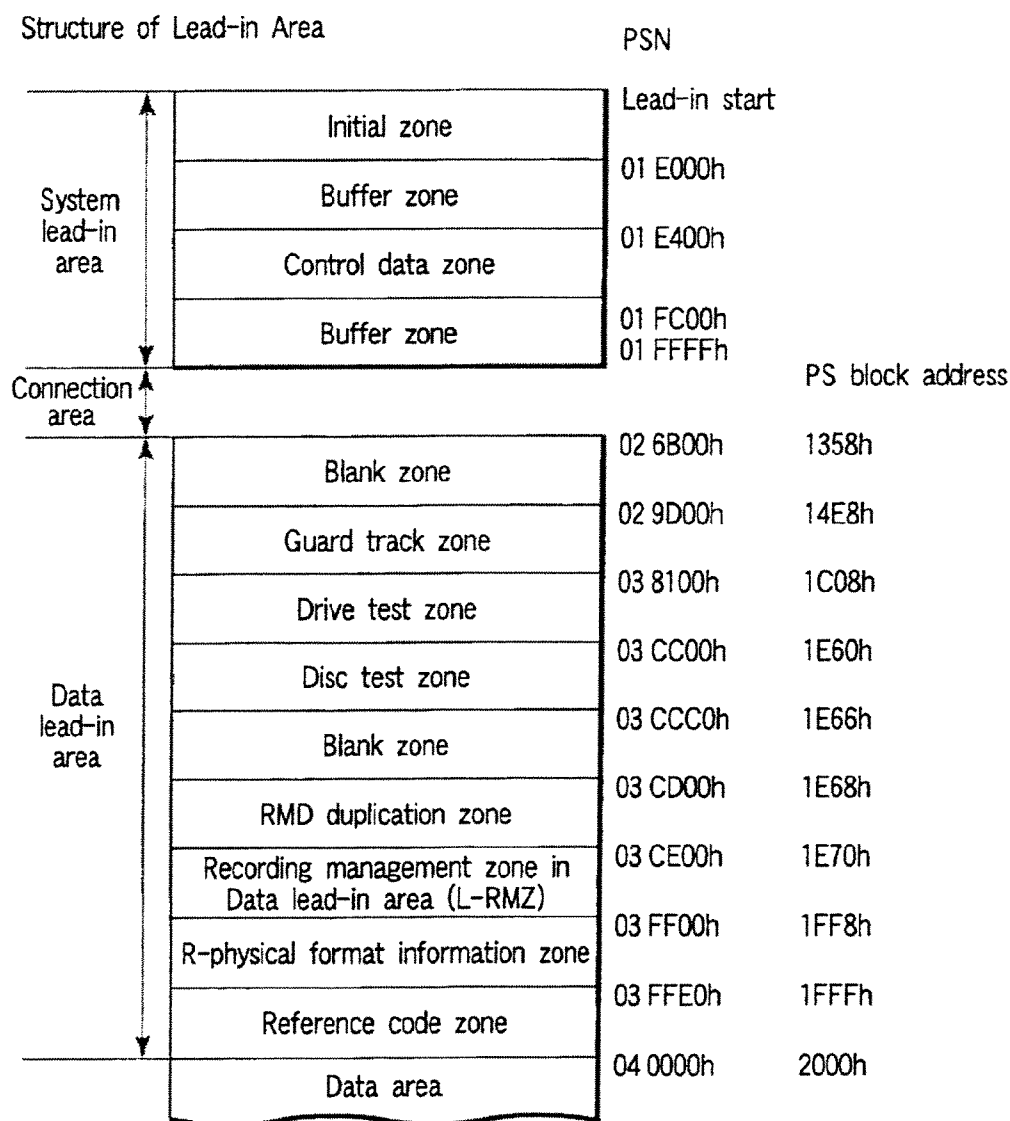 Structure of Lead-in Area
PSN
Lead-in start
Initial zone
01 E000h
Buffer zone
System
lead-in
area
01 E400h
Control data zone
01 FC00h
Buffer zone
01 FFFFh
Connection
area
PS block address
02 6B00h 1358h
Blank zone
02 9D00h 14E8h
Guard track zone
03 8100h 1C08h
Drive test zone
03 CC00h 1E60h
Disc test zone
Data
lead-in
area
03 CCC0h 1E66h
Blank zone
03 CD00h 1E68h
RMD duplication zone
03 CE00h 1E70h
Recording management zone in
Data lead-in area (L-RMZ)
03 FF00h 1FF8h
R-physical format information zone
03 FFE0h 1FFFh
Reference code zone
04 0000h 2000h
Data area